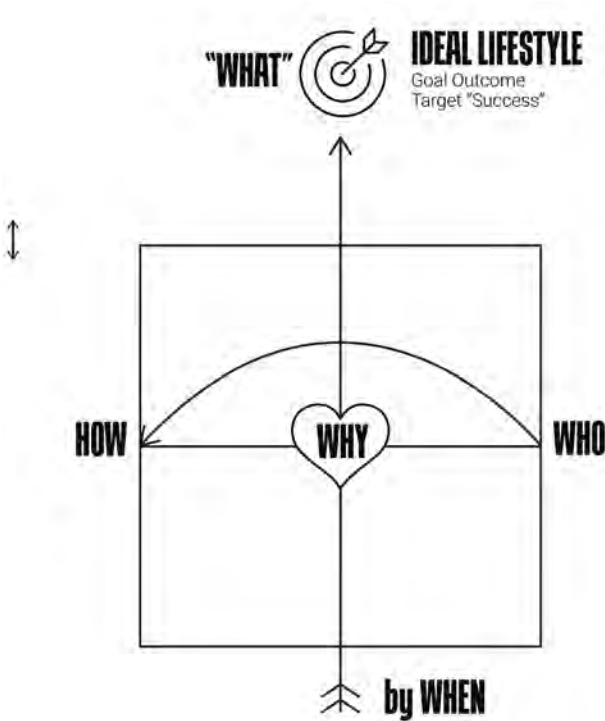 "WHAT"
IDEAL LIFESTYLE
Goal Outcome
Target "Success"
HOW
WHY
WHO
by WHEN